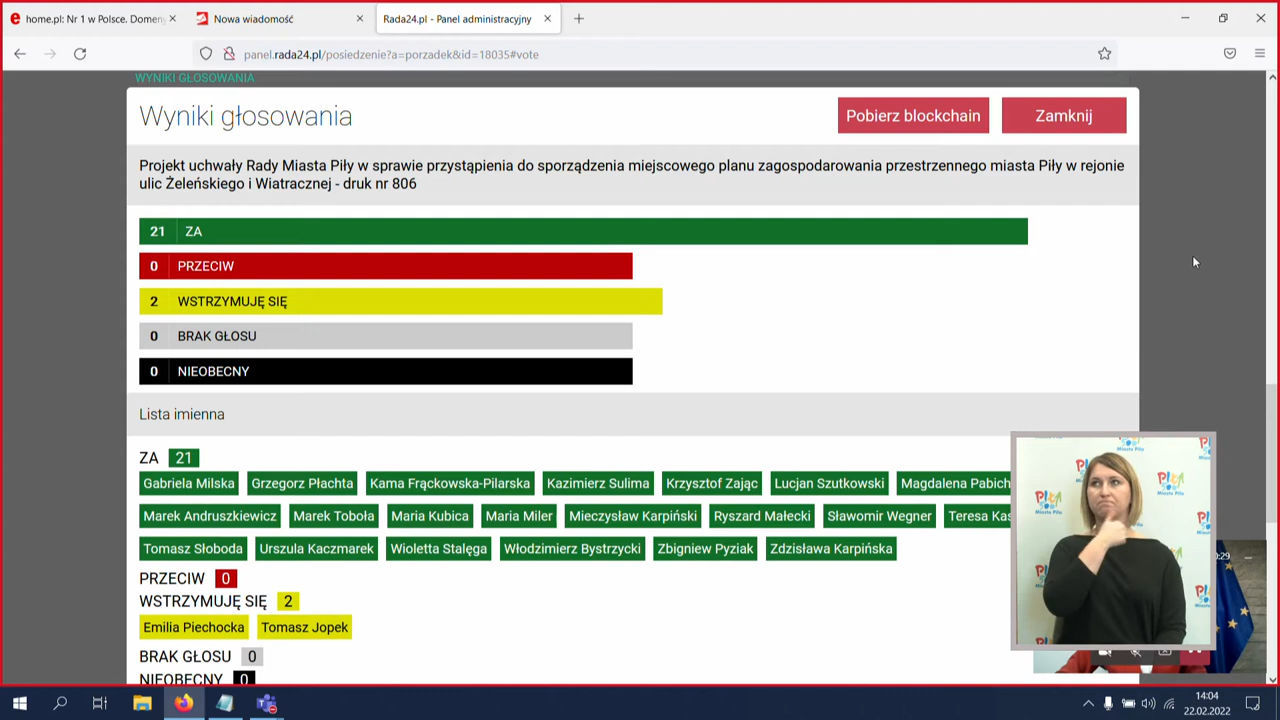 home.pl: Nr 1 w Polsce. Domeny
Nowa wiadomość
Rada24.pl - Panel administracyjny
panel.rada24.pl/posiedzenie?a=porzadek&id=18035#vote
WYNIKI GŁOSOWANIA
Wyniki głosowania
Pobierz blockchain
Zamknij
Projekt uchwały Rady Miasta Piły w sprawie przystąpienia do sporządzenia miejscowego planu zagospodarowania przestrzennego miasta Piły w rejonie
ulic Żeleńskiego i Wiatracznej - druk nr 806
21 ZA
0 PRZECIW
2 WSTRZYMUJĘ SIĘ
0 BRAK GŁOSU
0 NIEOBECNY
Lista imienna
ZA 21
Gabriela Milska Grzegorz Płachta Kama Frąckowska-Pilarska Kazimierz Sulima Krzysztof Zając Lucjan Szutkowski Magdalena Pabich
Marek Andruszkiewicz Marek Toboła Maria Kubica Maria Miler Mieczysław Karpiński Ryszard Małecki Sławomir Wegner Teresa Kas
Tomasz Słoboda Urszula Kaczmarek Wioletta Stalęga Włodzimierz Bystrzycki Zbigniew Pyziak Zdzisława Karpińska
PRZECIW 0
WSTRZYMUJĘ SIĘ 2
Emilia Piechocka Tomasz Jopek
BRAK GŁOSU 0
NIEOBECNY 0
PIŁA
500
Miasta Piły
:29
14:04
22.02.2022